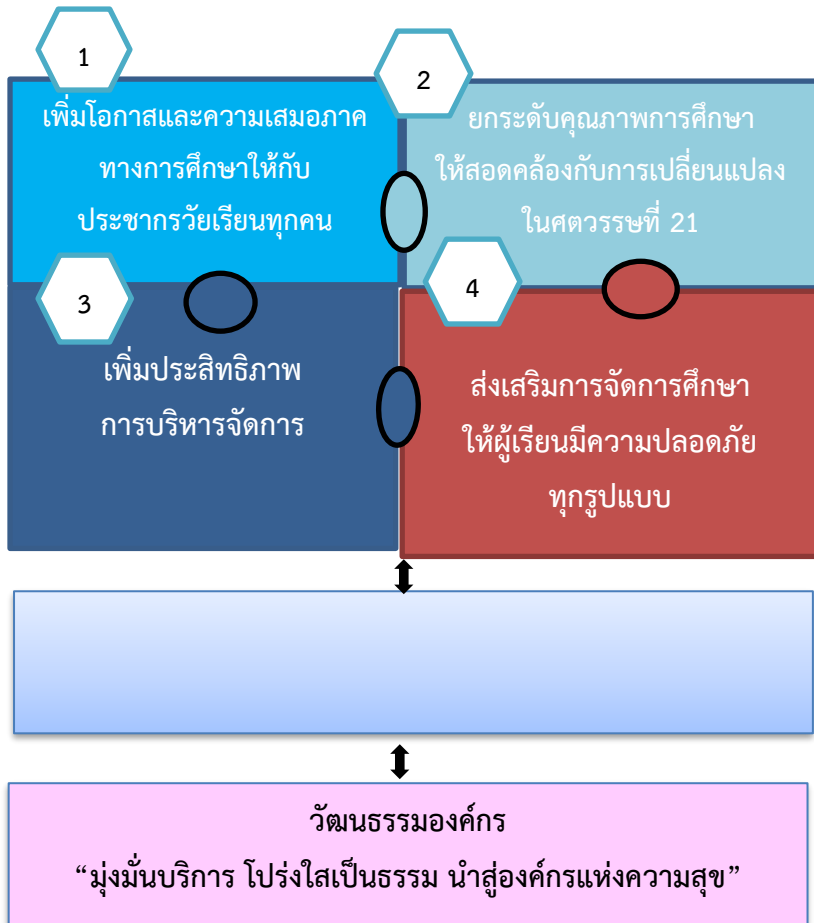 1
เพิ่มโอกาสและความเสมอภาค
ทางการศึกษาให้กับ
ประชากรวัยเรียนทุกคน
2
ยกระดับคุณภาพการศึกษา
ให้สอดคล้องกับการเปลี่ยนแปลง
ในศตวรรษที่ 21
3
เพิ่มประสิทธิภาพ
การบริหารจัดการ
4
ส่งเสริมการจัดการศึกษา
ให้ผู้เรียนมีความปลอดภัย
ทุกรูปแบบ
วัฒนธรรมองค์กร
“มุ่งมั่นบริการ โปร่งใสเป็นธรรม นำสู่องค์กรแห่งความสุข”